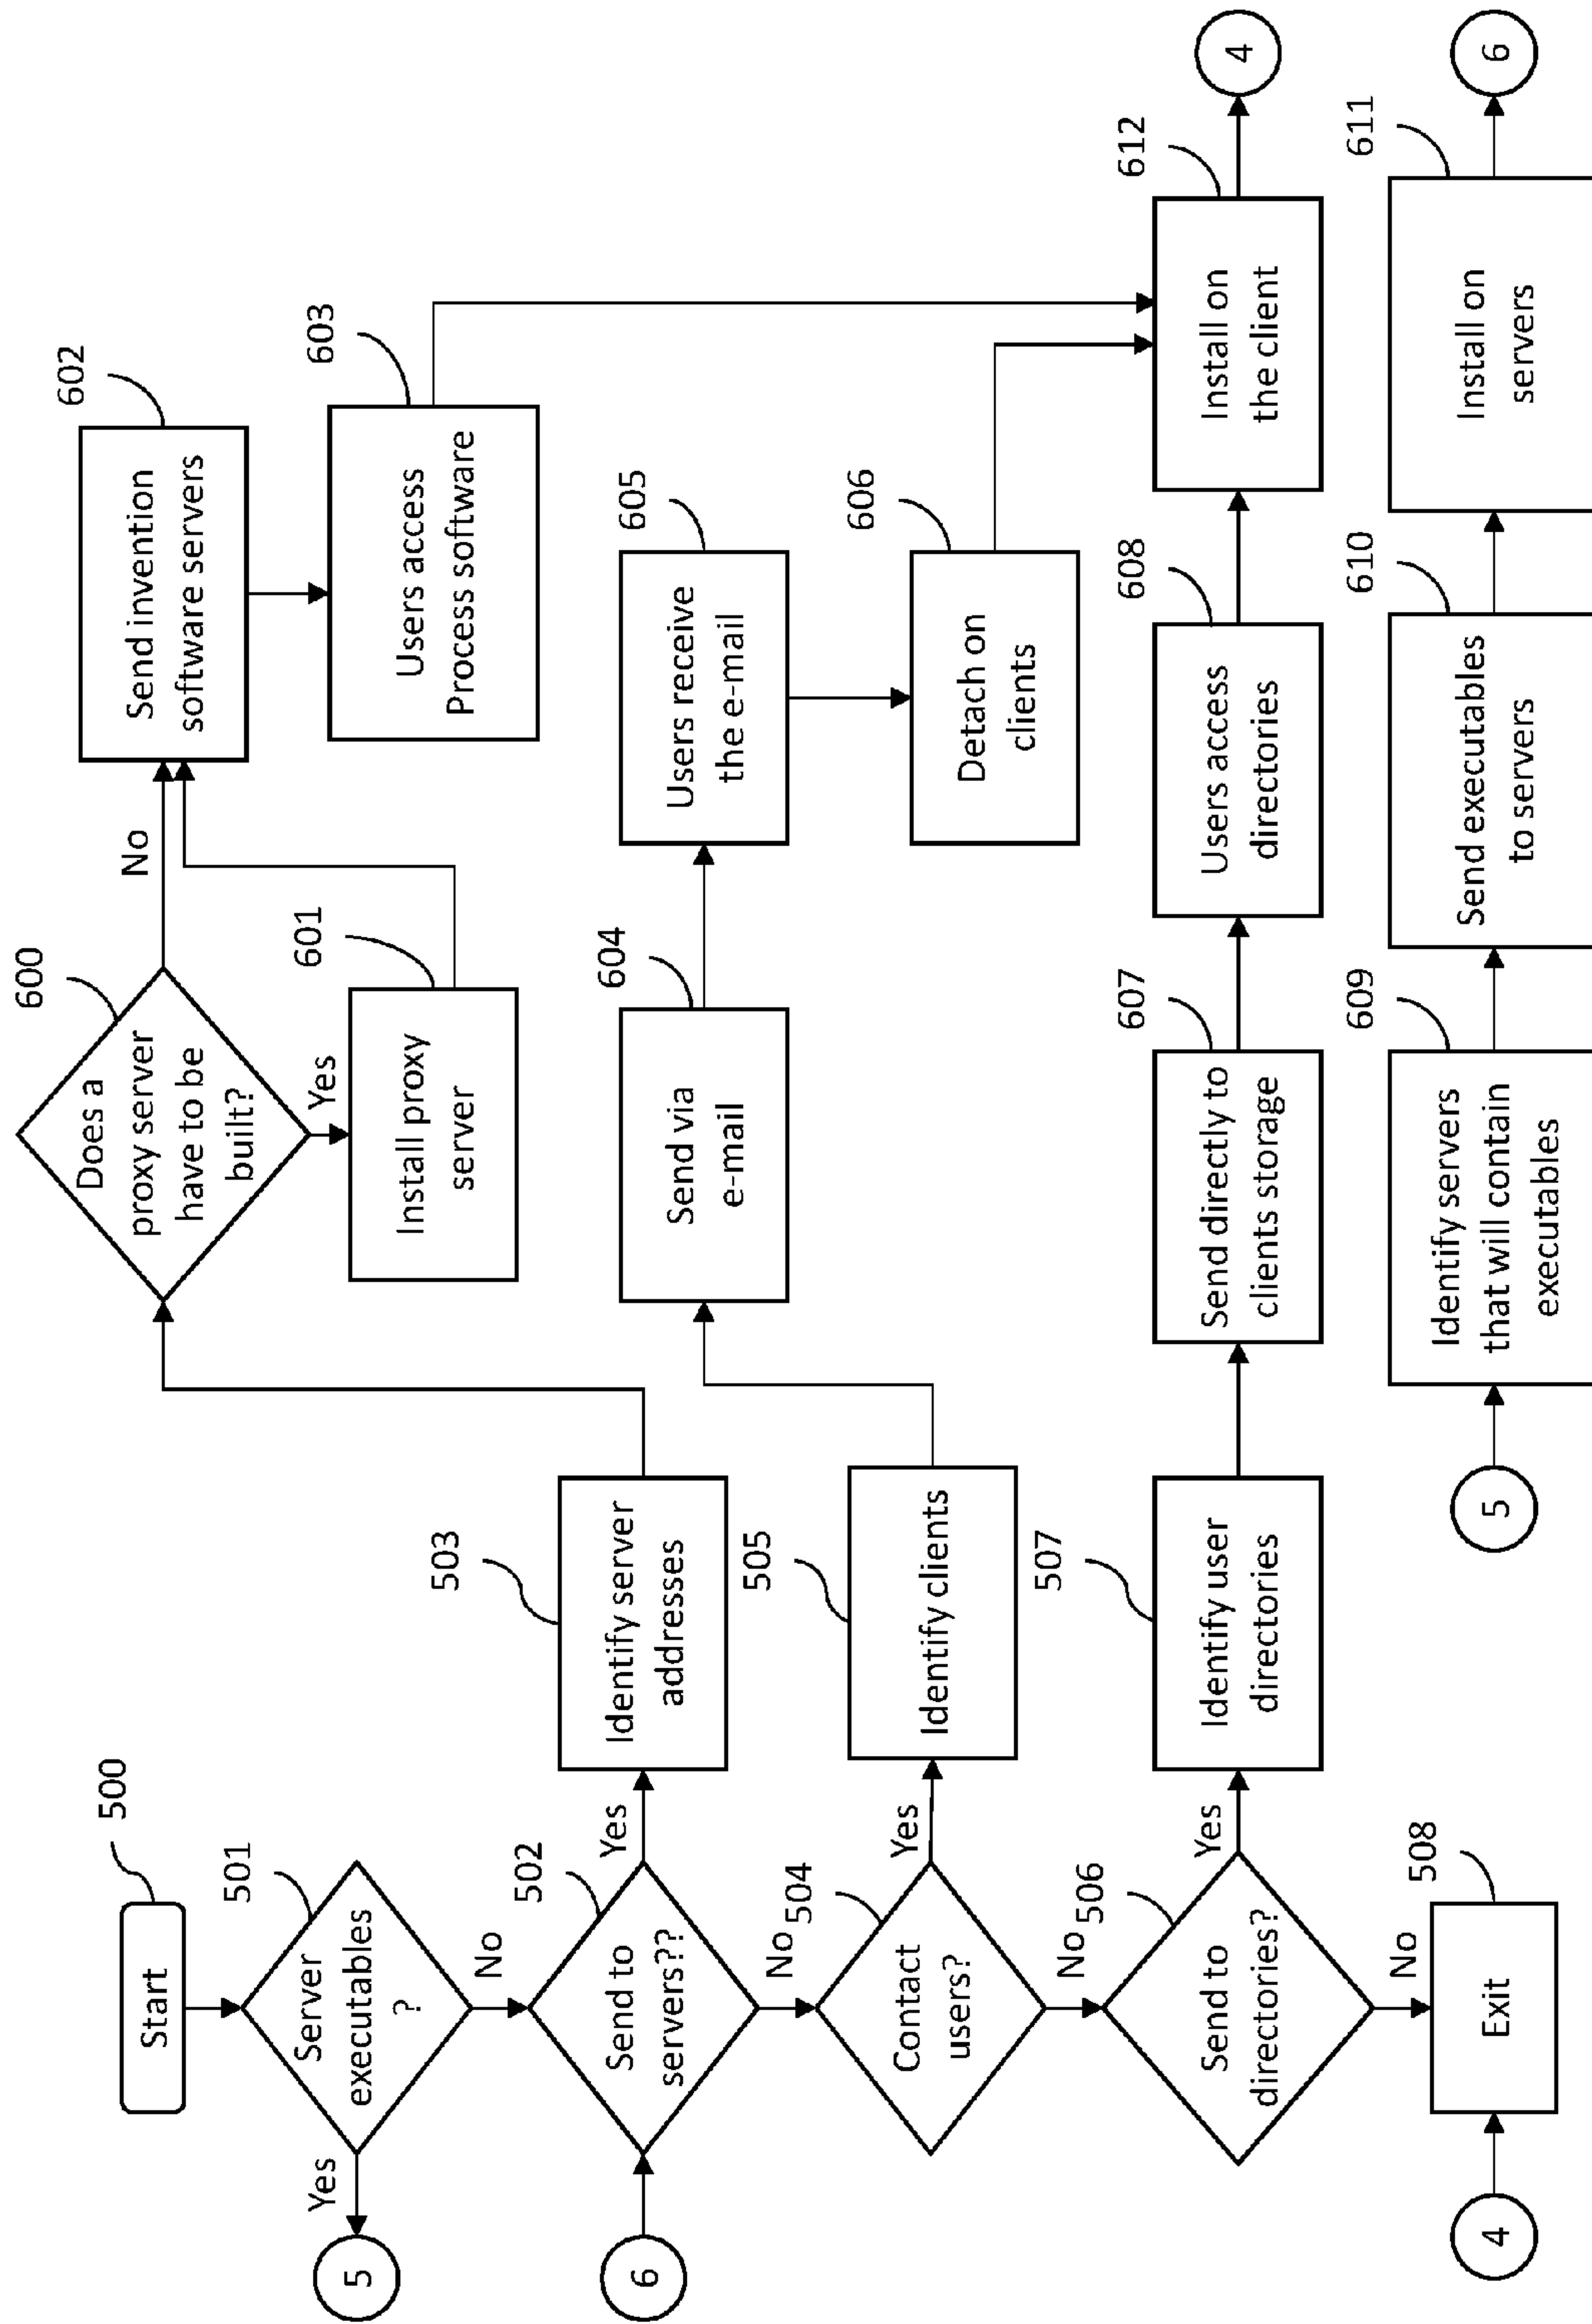 500
Start
501
Server
executables
?
Yes
5
No
502
Send to
servers??
6
Yes
503
Identify server
addresses
No
504
Contact
users?
Yes
505
Identify clients
No
506
Send to
directories?
Yes
507
Identify user
directories
No
508
Exit
4
600
Does a
proxy server
have to be
built?
No
Yes
601
Install proxy
server
602
Send invention
software servers
603
Users access
Process software
604
Send via
e-mail
605
Users receive
the e-mail
606
Detach on
clients
607
Send directly to
clients storage
608
Users access
directories
612
Install on
the client
4
5
609
Identify servers
that will contain
executables
610
Send executables
to servers
611
Install on
servers
6